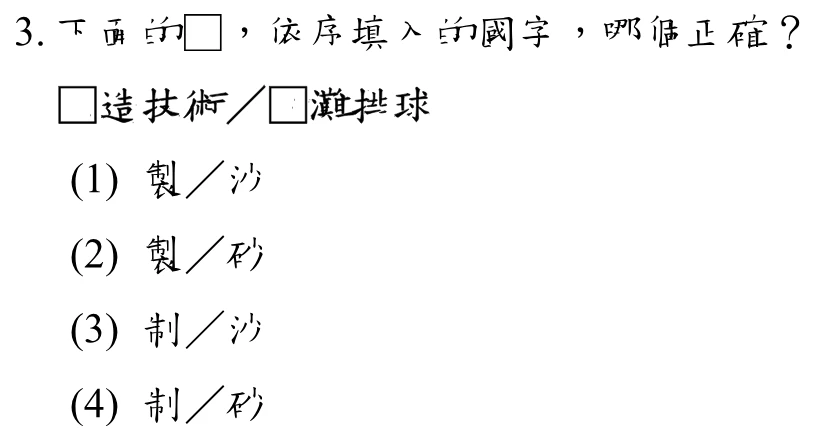 3. 下面的□，依序填入的國字，哪個正確？
□造技術／□灘排球
(1) 製／沙
(2) 製／砂
(3) 制／沙
(4) 制／砂